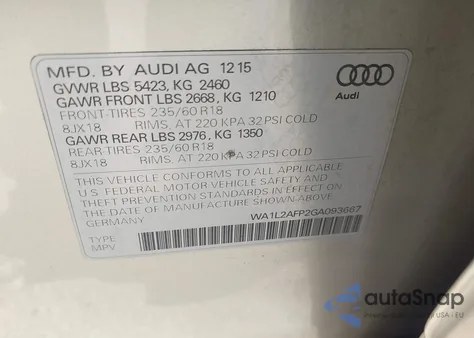 MFD. BY AUDI AG 12 15
GVWR LBS 5423, KG 2460
GAWR FRONT LBS 2668, KG 1210
FRONT-TIRES 235/60 R18
8JX18 RIMS, AT 220 KPA 32 PSI COLD
GAWR REAR LBS 2976, KG 1350
REAR-TIRES 235/60 R18
8JX18 RIMS, AT 220 KPA 32 PSI COLD
Audi
THIS VEHICLE CONFORMS TO ALL APPLICABLE
U. S. FEDERAL MOTOR VEHICLE SAFETY AND
THEFT PREVENTION STANDARDS IN EFFECT ON
THE DATE OF MANUFACTURE SHOWN ABOVE.
GERMANY
WA1L2AFP2GA093667
TYPE
MPV
autoSnap